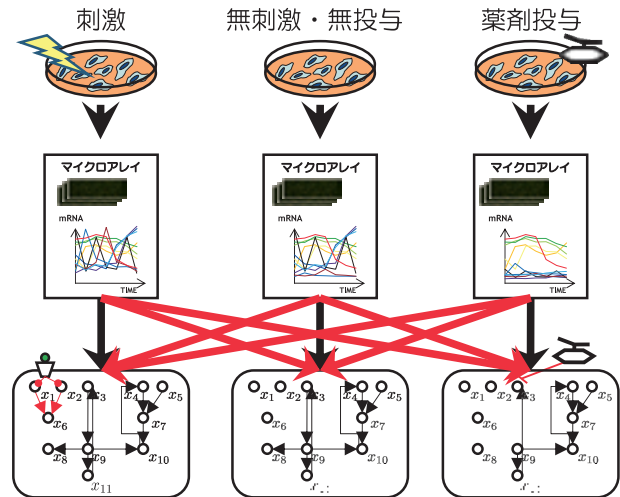 刺激
無刺激・無投与
薬剤投与
マイクロアレイ
マイクロアレイ
マイクロアレイ
mRNA
mRNA
mRNA
TIME
TIME
TIME
x1 x2 x3 x4 x5
x6 x7
x8 x9 x10
x11
x1 x2 x3 x4 x5
x6 x7
x8 x9 x10
x1 x2 x3 x4 x5
x6 x7
x8 x9 x10